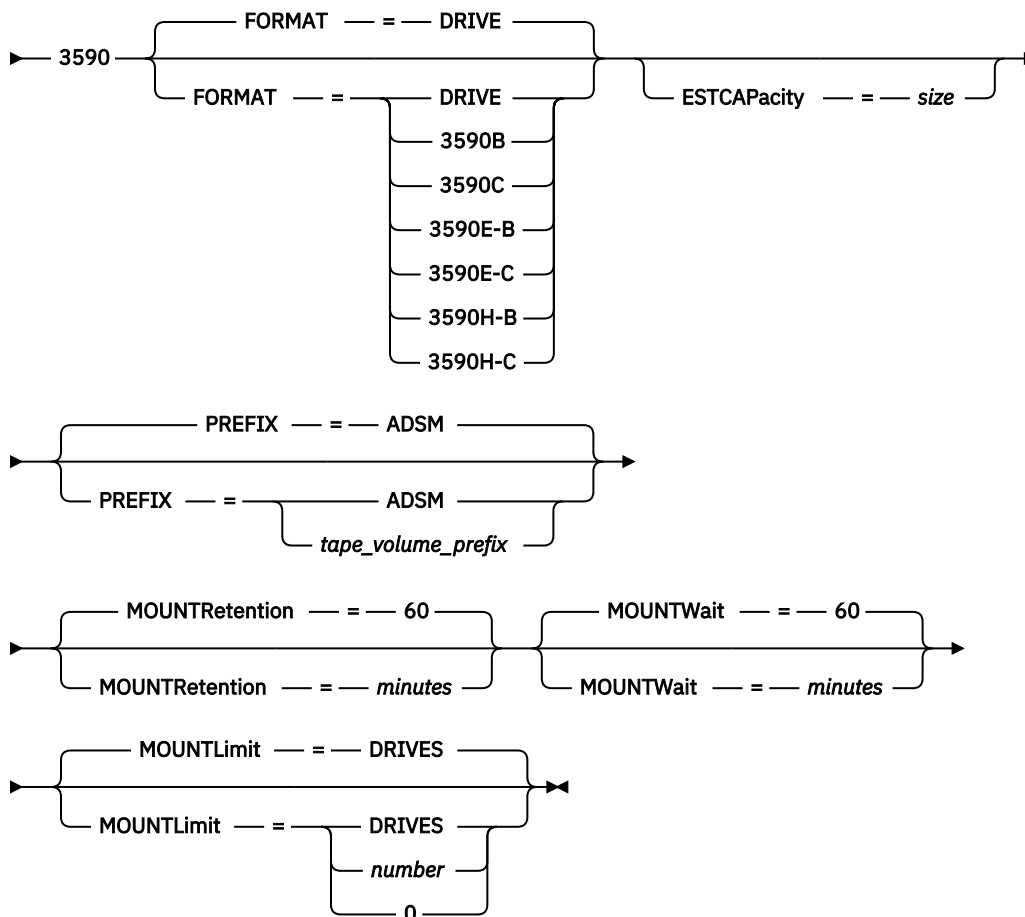 FORMAT = DRIVE
3590
FORMAT = DRIVE ESTCAPacity = size
3590B
3590C
3590E-B
3590E-C
3590H-B
3590H-C
PREFIX = ADSM
PREFIX = ADSM
tape_volume_prefix
MOUNTRetention = 60 MOUNTWait = 60
MOUNTRetention = minutes MOUNTWait = minutes
MOUNTLimit = DRIVES
MOUNTLimit = DRIVES
number
0